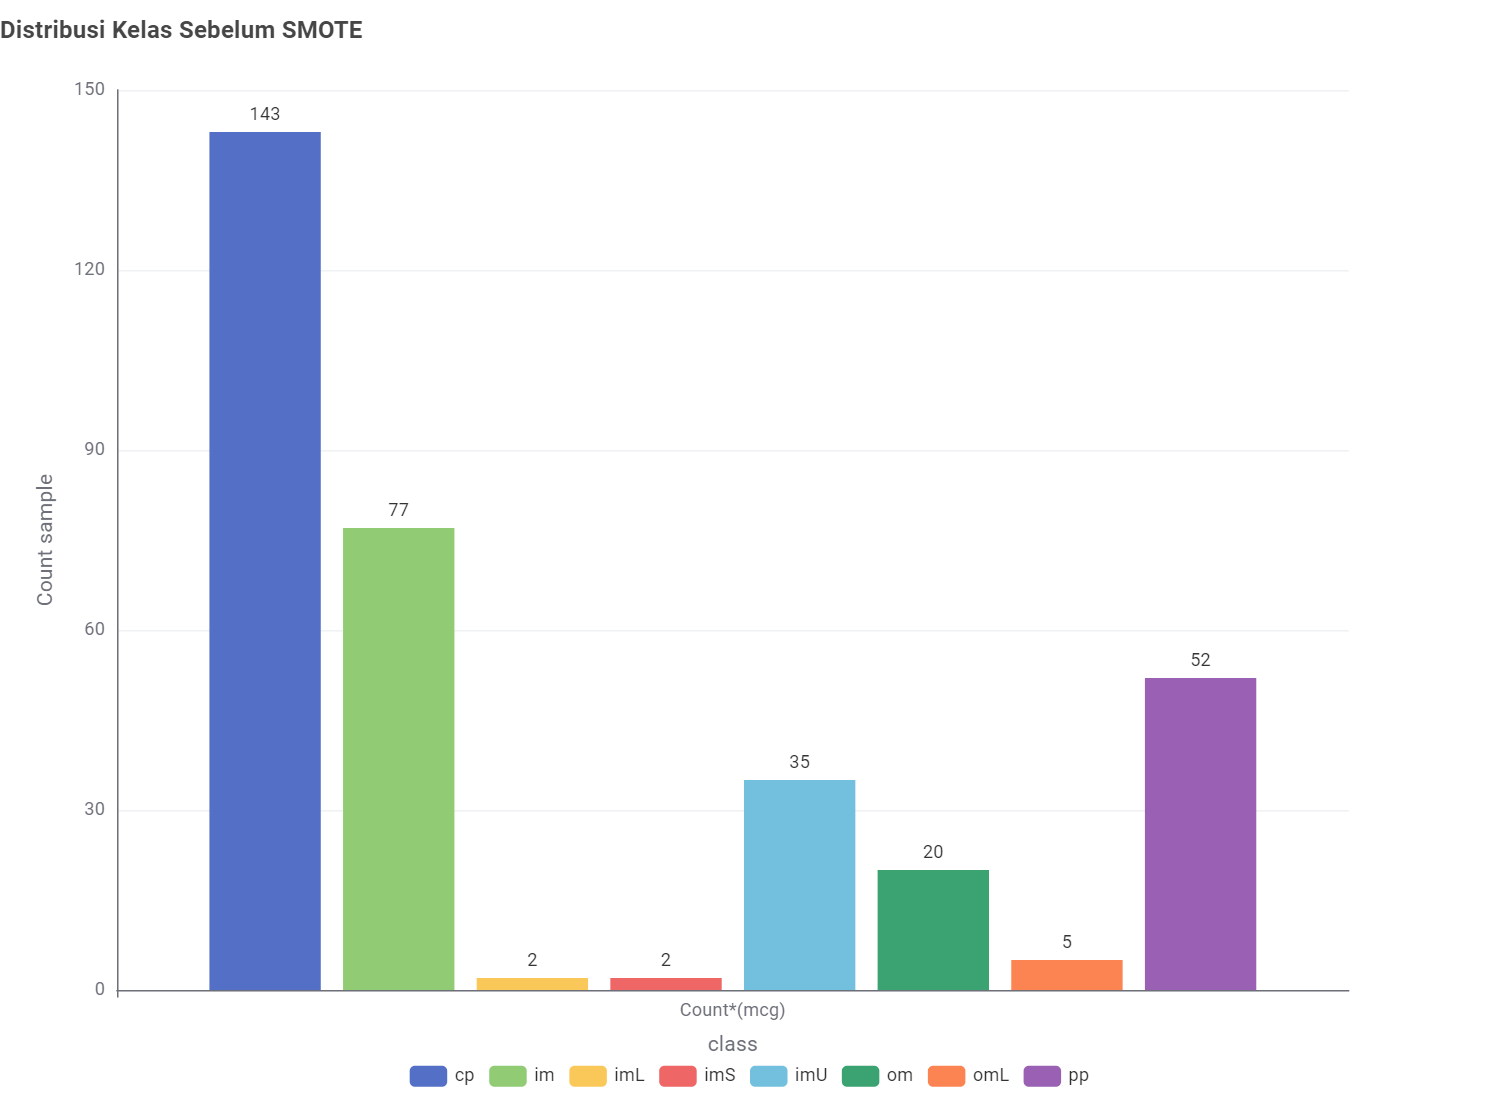 Distribusi Kelas Sebelum SMOTE
150
143
120
90
77
60
52
35
30
20
5
2
2
0
Count sample
Count*(mcg)
class
cp im imL imS imU om omL pp